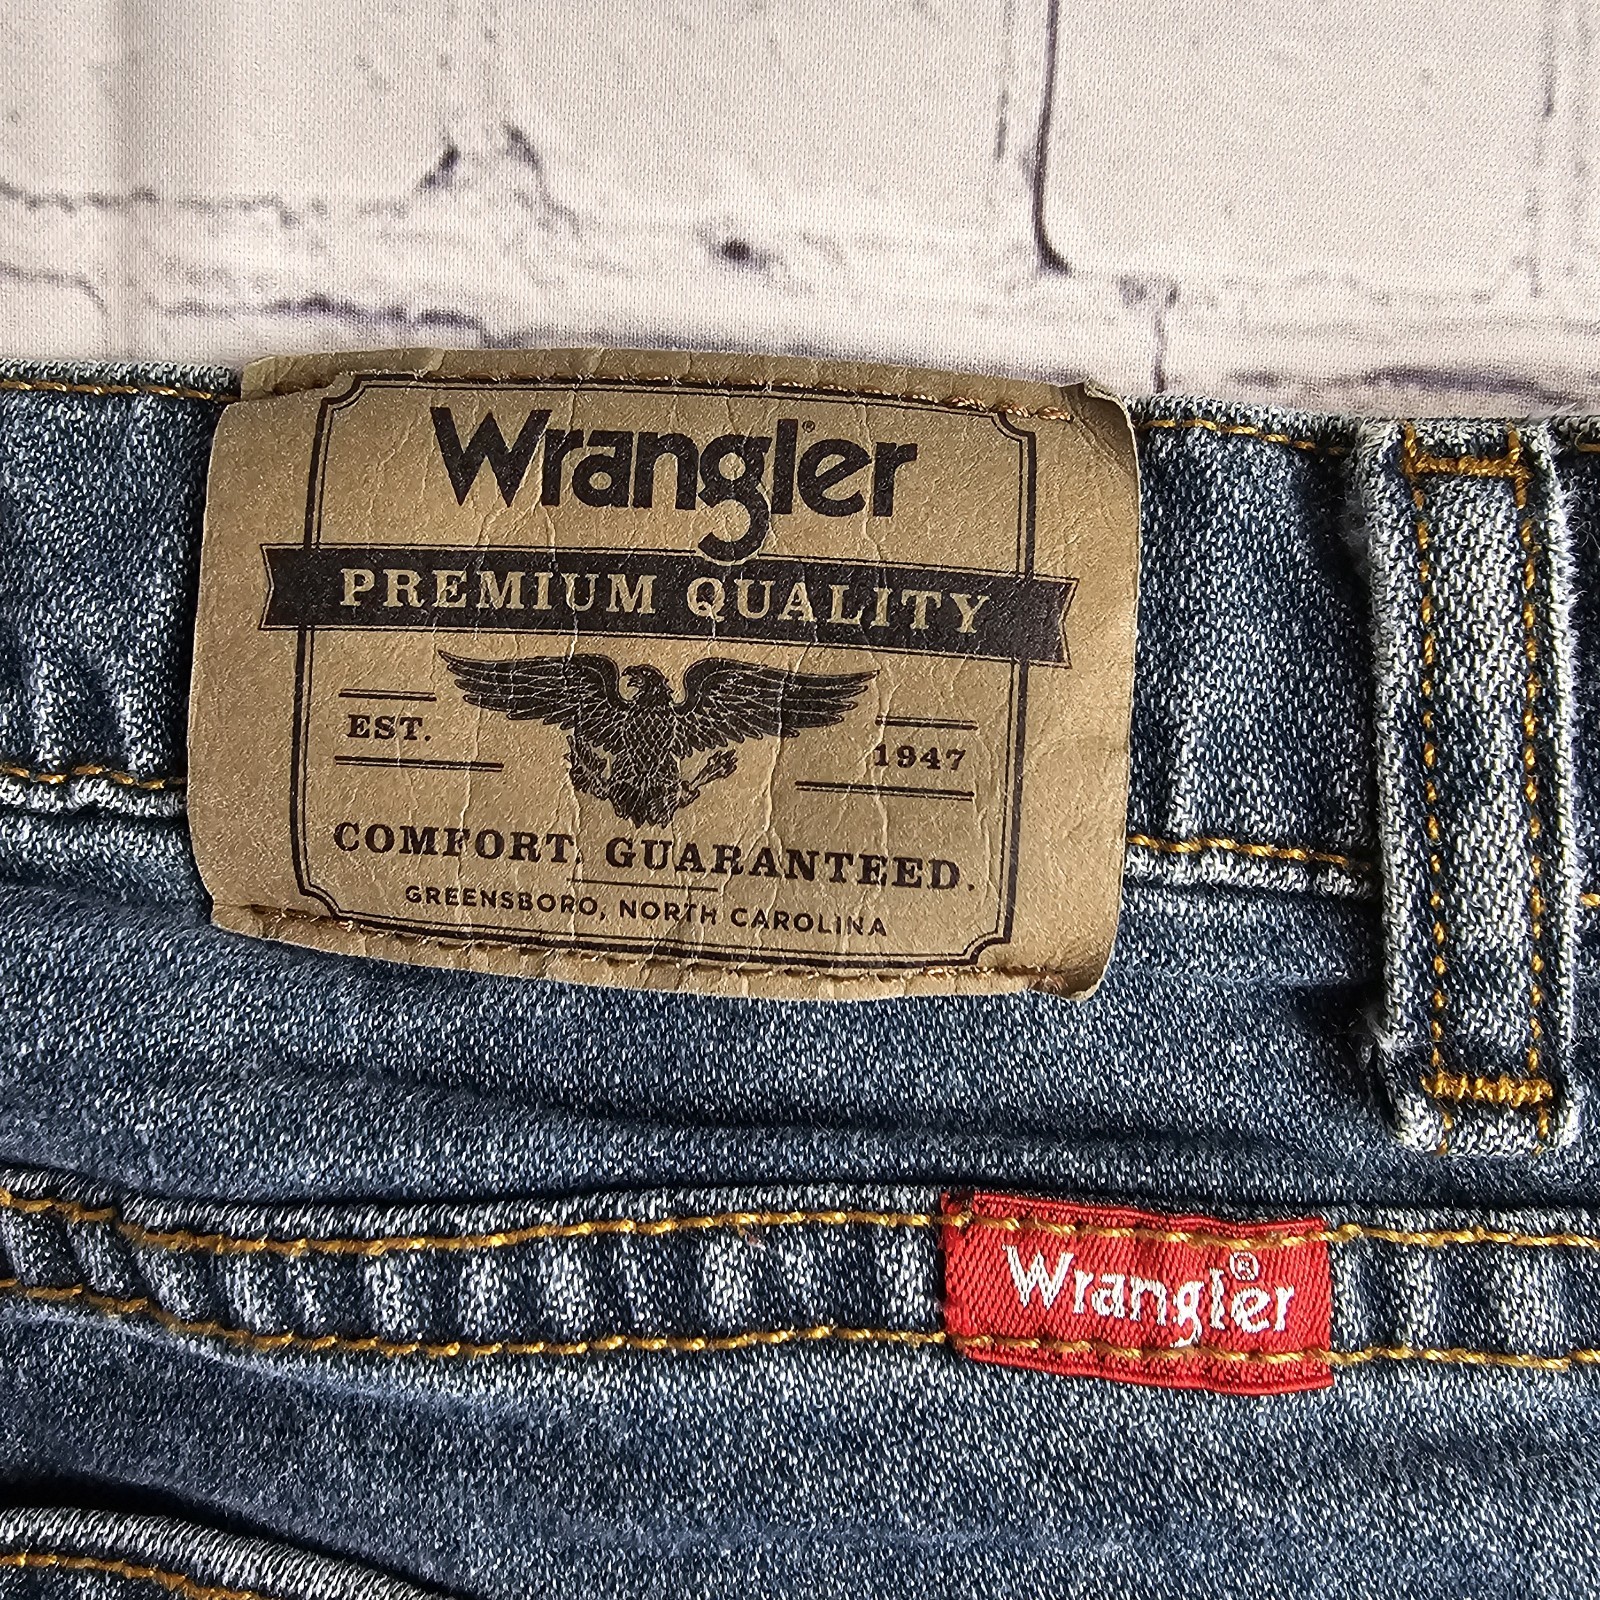 Wrangler®
PREMIUM QUALITY
EST. 1947
COMFORT. GUARANTEED.
GREENSBORO, NORTH CAROLINA
Wrangler®